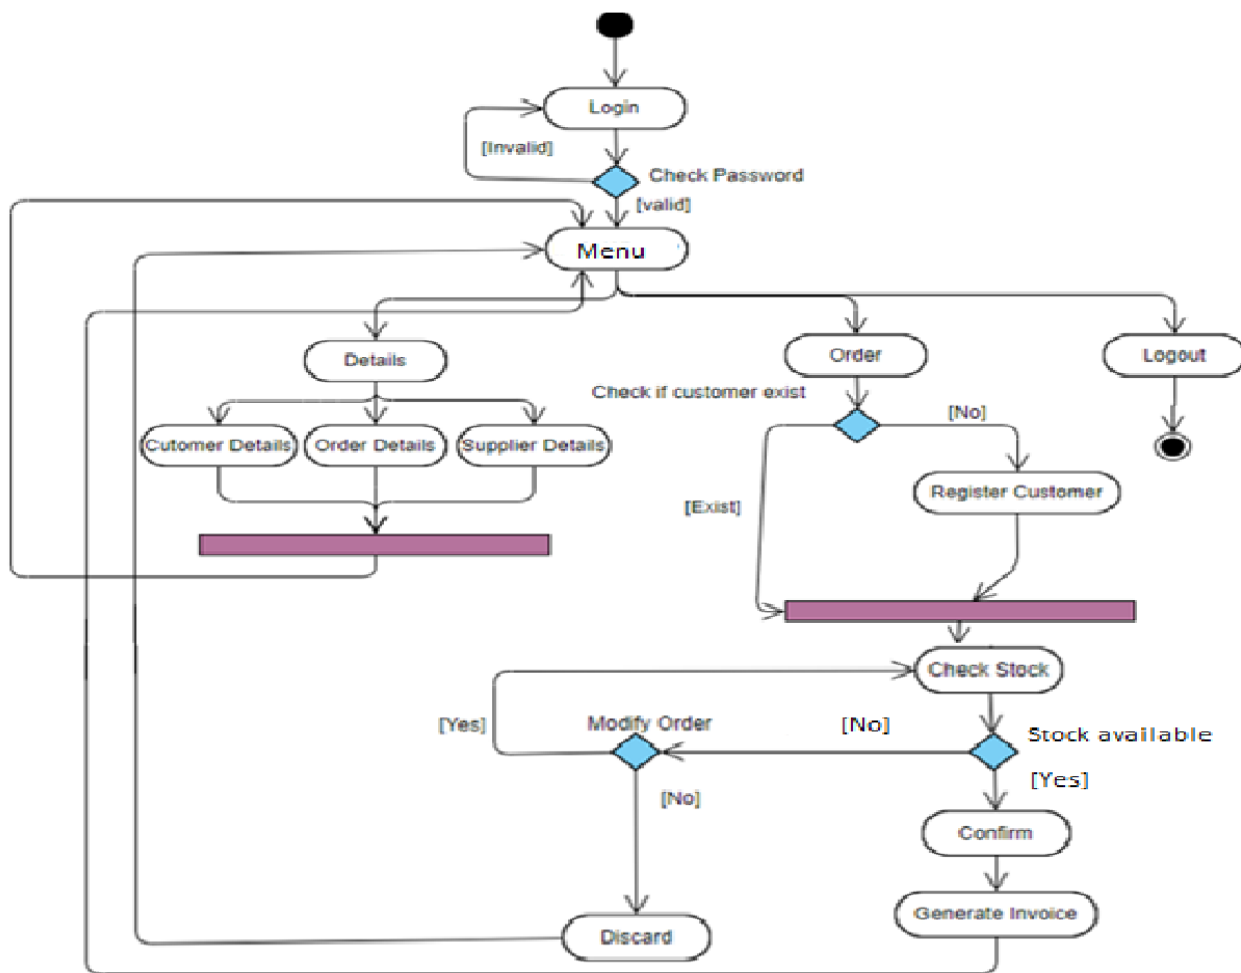 Login
[Invalid]
Check Password
[valid]
Menu
Details
Order
Logout
Check if customer exist
[No]
Cutomer Details
Order Details
Supplier Details
Register Customer
[Exist]
Check Stock
[Yes]
Modify Order
[No]
Stock available
[No]
[Yes]
Confirm
Generate Invoice
Discard